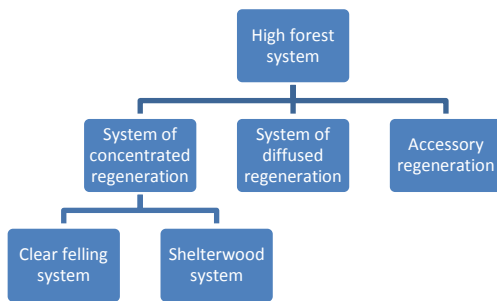 High forest
system
System of
concentrated
regeneration
System of
diffused
regeneration
Accessory
regeneration
Clear felling
system
Shelterwood
system